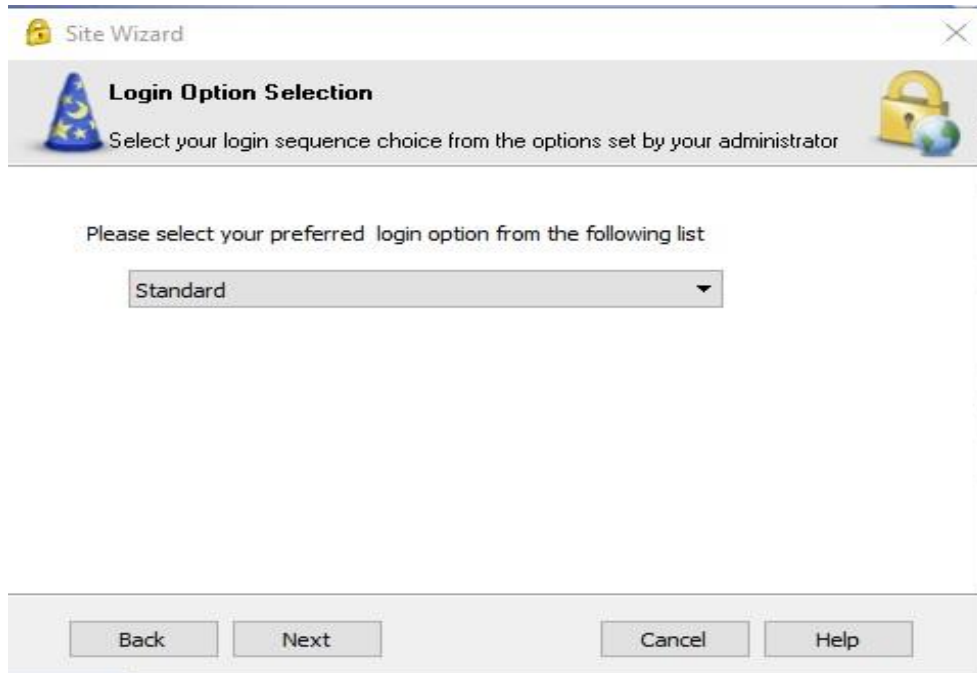 Site Wizard
Login Option Selection
Select your login sequence choice from the options set by your administrator
Please select your preferred login option from the following list
Standard
Back Next Cancel Help